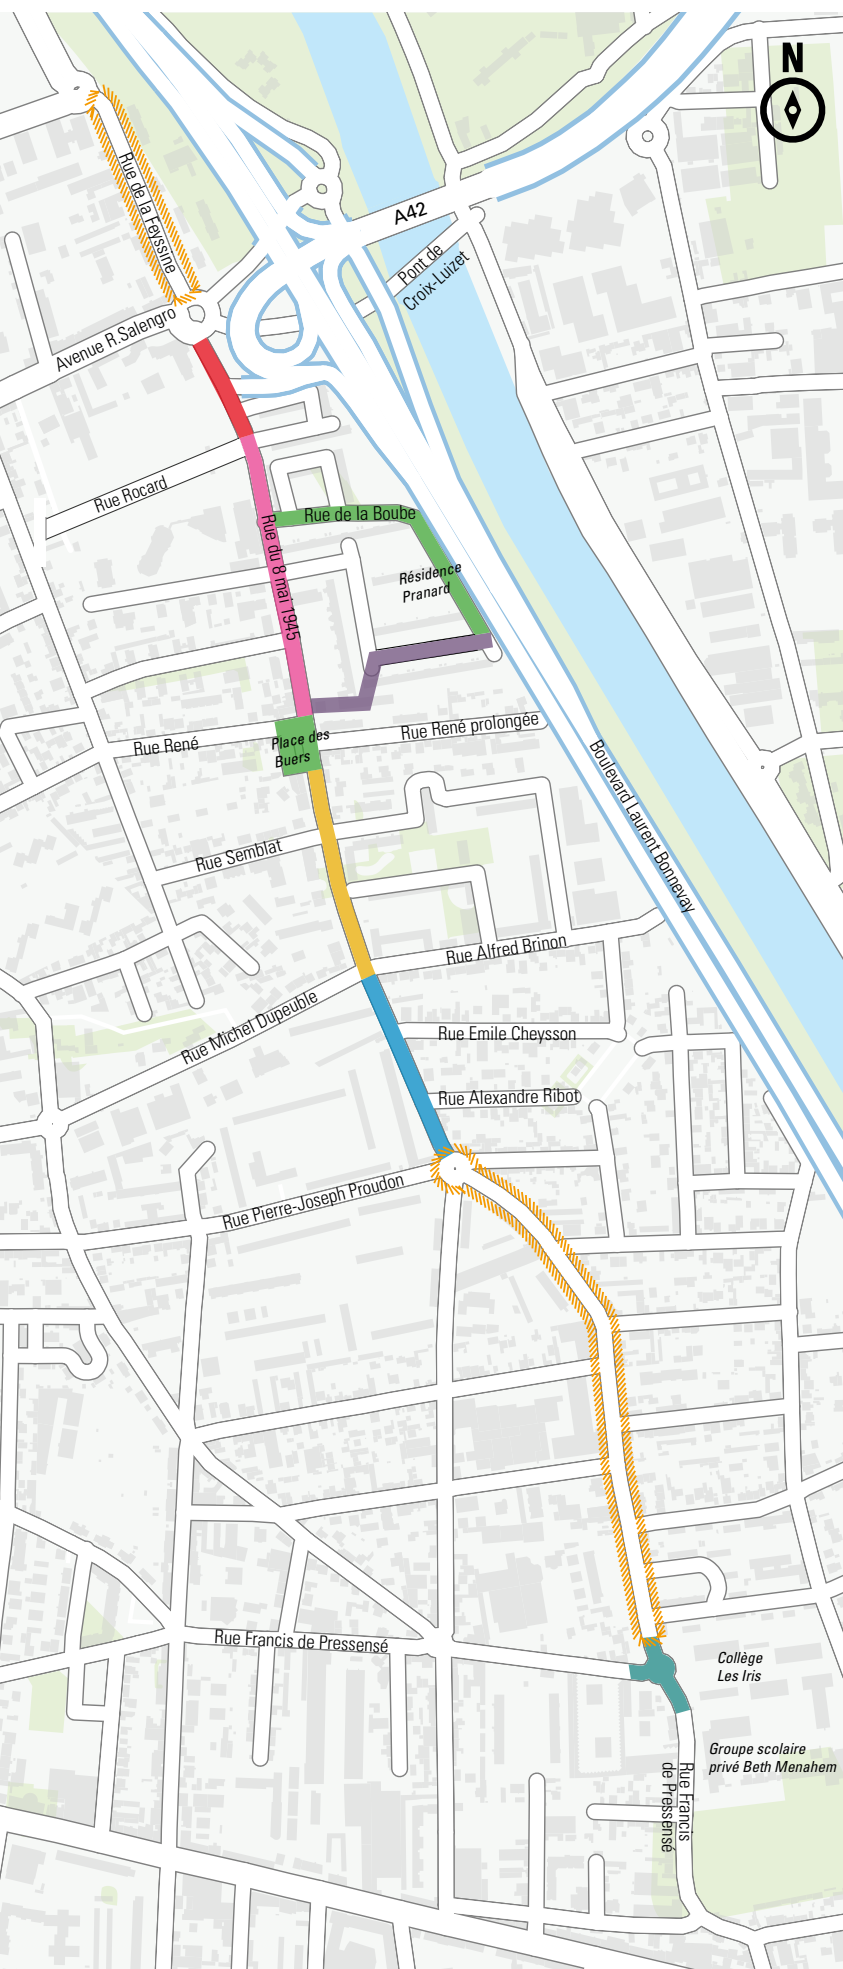 N
A42
Rue de la Feyssine
Pont de
Croix-Luizet
Avenue R.Salengro
Rue Rocard
Rue de la Boube
Rue du 8 mai 1945
Résidence
Pranard
Rue René
Place des
Buers
Rue René prolongée
Boulevard Laurent Bonnevay
Rue Semblat
Rue Alfred Brinon
Rue Michel Dupeuble
Rue Emile Cheysson
Rue Alexandre Ribot
Rue Pierre-Joseph Proudon
Rue Francis de Pressensé
Collège
Les Iris
Groupe scolaire
privé Beth Menahem
Rue Francis
de Pressensé